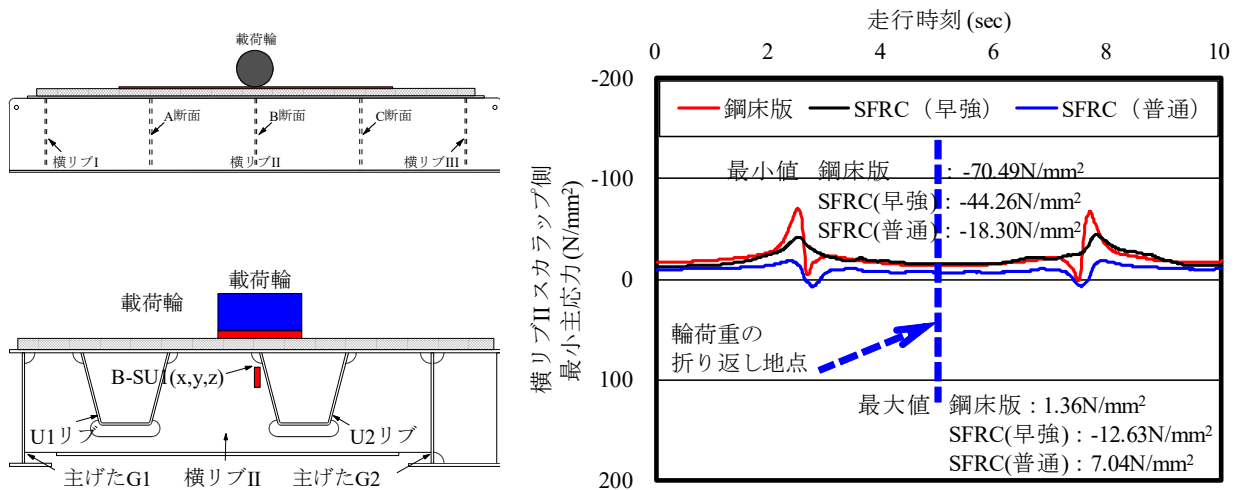 載荷輪
A断面
B断面
C断面
横リブI
横リブII
横リブIII
載荷輪
載荷輪
B-SU1(x,y,z)
U1リブ
U2リブ
主げたG1
横リブII
主げたG2
走行時刻(sec)
0 2 4 6 8 10
-200
鋼床版 SFRC（早強） SFRC（普通）
最小値 鋼床版 : -70.49N/mm²
-100
SFRC(早強) : -44.26N/mm²
SFRC(普通) : -18.30N/mm²
横リブII スカラップ側
最小主応力(N/mm²)
0
輪荷重の
折り返し地点
100
最大値 鋼床版 : 1.36N/mm²
SFRC(早強) : -12.63N/mm²
SFRC(普通) : 7.04N/mm²
200